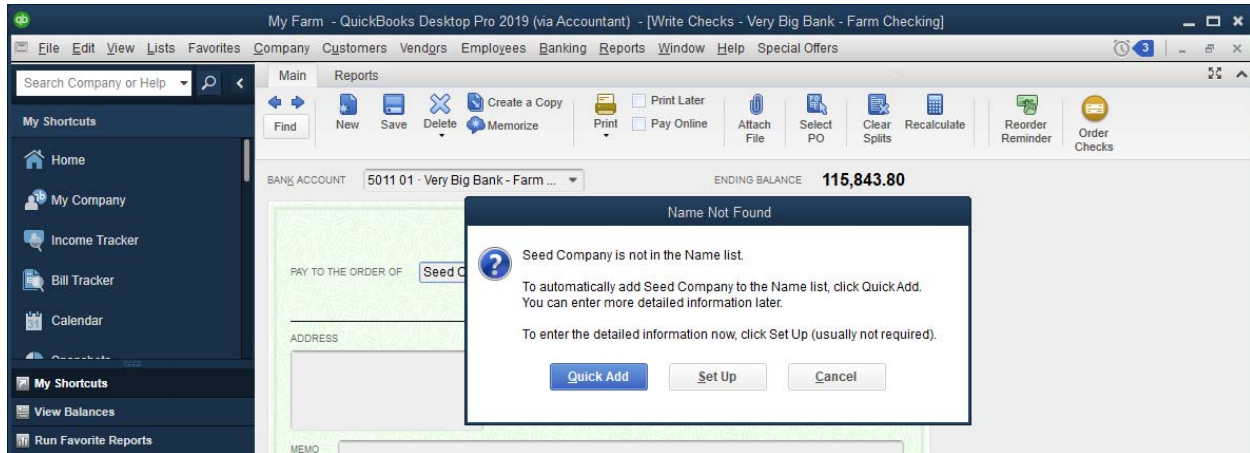 qb My Farm - QuickBooks Desktop Pro 2019 (via Accountant) - [Write Checks - Very Big Bank - Farm Checking]
File Edit View Lists Favorites Company Customers Vendors Employees Banking Reports Window Help Special Offers 3
Search Company or Help
Main Reports
Find
New
Save
Delete
Create a Copy
Memorize
Print
Print Later
Pay Online
Attach File
Select PO
Clear Splits
Recalculate
Reorder Reminder
Order Checks
My Shortcuts
Home
My Company
Income Tracker
Bill Tracker
Calendar
31
My Shortcuts
View Balances
Run Favorite Reports
BANK ACCOUNT 5011 01 · Very Big Bank - Farm ... ENDING BALANCE 115,843.80
PAY TO THE ORDER OF Seed C
ADDRESS
MEMO
Name Not Found
Seed Company is not in the Name list.
To automatically add Seed Company to the Name list, click Quick Add.
You can enter more detailed information later.
To enter the detailed information now, click Set Up (usually not required).
Quick Add Set Up Cancel